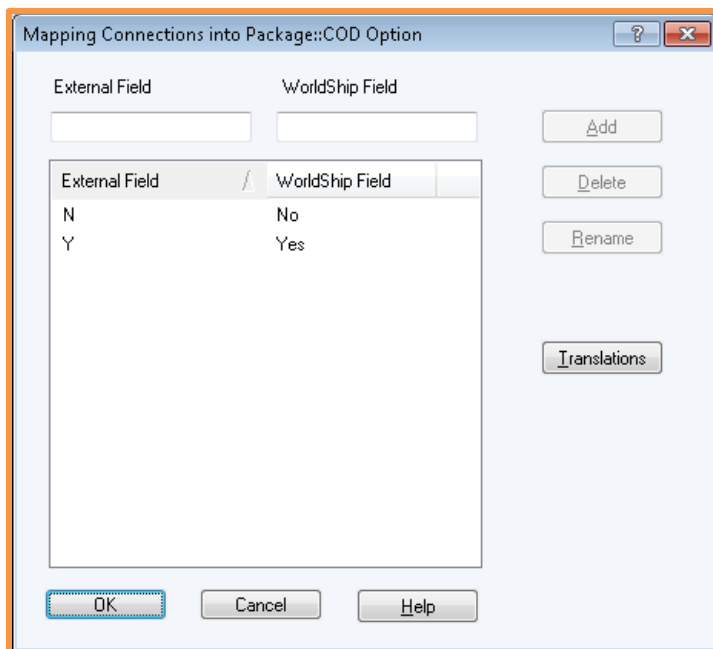 Mapping Connections into Package::COD Option
External Field WorldShip Field
Add
External Field WorldShip Field
Delete
N No
Rename
Y Yes
Translations
OK Cancel Help